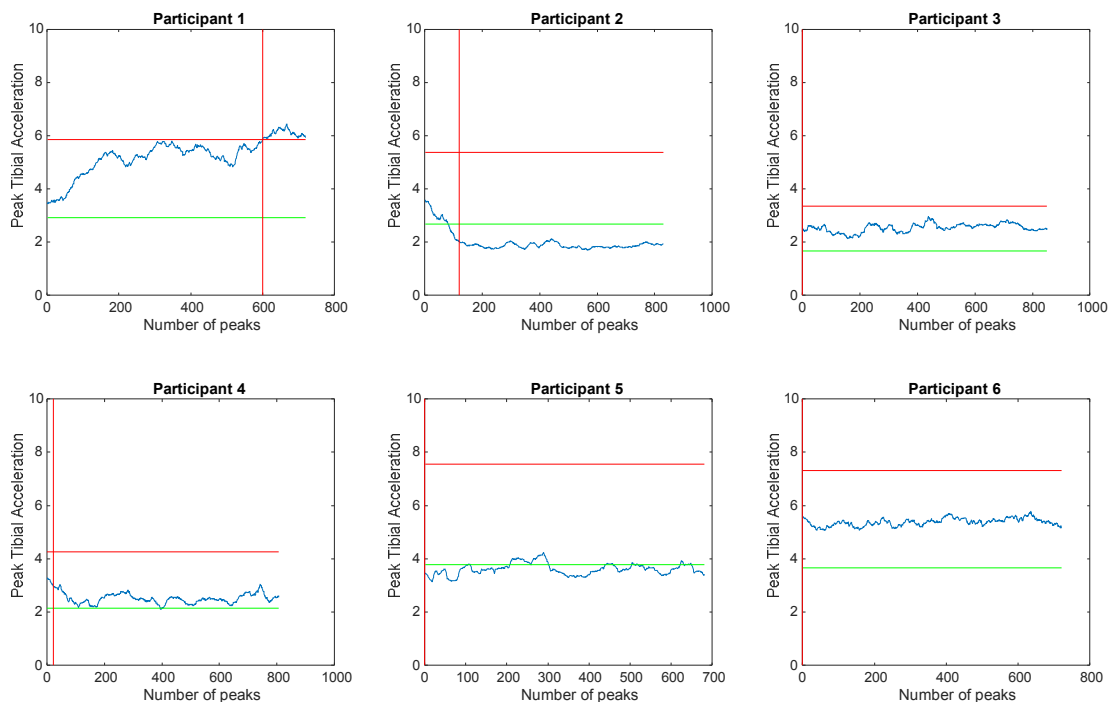 Participant 1
10
8
6
4
2
0
Peak Tibial Acceleration
0 200 400 600 800
Number of peaks
Participant 2
10
8
6
4
2
0
Peak Tibial Acceleration
0 200 400 600 800 1000
Number of peaks
Participant 3
10
8
6
4
2
0
Peak Tibial Acceleration
0 200 400 600 800 1000
Number of peaks
Participant 4
10
8
6
4
2
0
Peak Tibial Acceleration
0 200 400 600 800 1000
Number of peaks
Participant 5
10
8
6
4
2
0
Peak Tibial Acceleration
0 100 200 300 400 500 600 700
Number of peaks
Participant 6
10
8
6
4
2
0
Peak Tibial Acceleration
0 200 400 600 800
Number of peaks